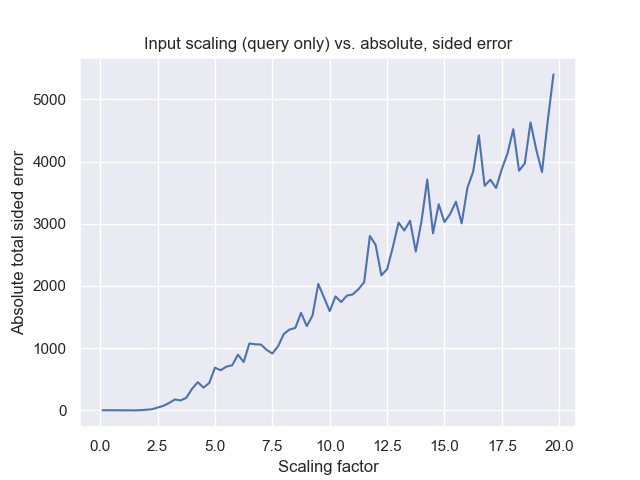 Input scaling (query only) vs. absolute, sided error
Absolute total sided error
5000
4000
3000
2000
1000
0
0.0 2.5 5.0 7.5 10.0 12.5 15.0 17.5 20.0
Scaling factor